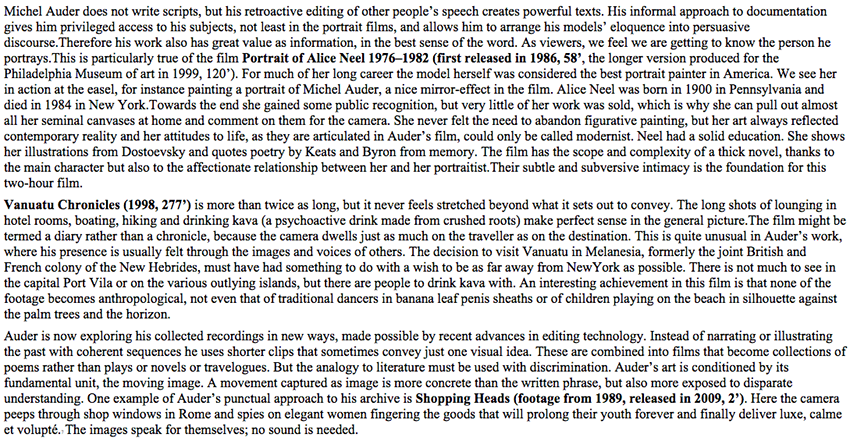 Michel Auder does not write scripts, but his retroactive editing of other people’s speech creates powerful texts. His informal approach to documentation
gives him privileged access to his subjects, not least in the portrait films, and allows him to arrange his models’ eloquence into persuasive
discourse.Therefore his work also has great value as information, in the best sense of the word. As viewers, we feel we are getting to know the person he
portrays.This is particularly true of the film Portrait of Alice Neel 1976–1982 (first released in 1986, 58’, the longer version produced for the
Philadelphia Museum of art in 1999, 120’). For much of her long career the model herself was considered the best portrait painter in America. We see her
in action at the easel, for instance painting a portrait of Michel Auder, a nice mirror-effect in the film. Alice Neel was born in 1900 in Pennsylvania and
died in 1984 in New York.Towards the end she gained some public recognition, but very little of her work was sold, which is why she can pull out almost
all her seminal canvases at home and comment on them for the camera. She never felt the need to abandon figurative painting, but her art always reflected
contemporary reality and her attitudes to life, as they are articulated in Auder’s film, could only be called modernist. Neel had a solid education. She shows
her illustrations from Dostoevsky and quotes poetry by Keats and Byron from memory. The film has the scope and complexity of a thick novel, thanks to
the main character but also to the affectionate relationship between her and her portraitist.Their subtle and subversive intimacy is the foundation for this
two-hour film.
Vanuatu Chronicles (1998, 277’) is more than twice as long, but it never feels stretched beyond what it sets out to convey. The long shots of lounging in
hotel rooms, boating, hiking and drinking kava (a psychoactive drink made from crushed roots) make perfect sense in the general picture.The film might be
termed a diary rather than a chronicle, because the camera dwells just as much on the traveller as on the destination. This is quite unusual in Auder’s work,
where his presence is usually felt through the images and voices of others. The decision to visit Vanuatu in Melanesia, formerly the joint British and
French colony of the New Hebrides, must have had something to do with a wish to be as far away from NewYork as possible. There is not much to see in
the capital Port Vila or on the various outlying islands, but there are people to drink kava with. An interesting achievement in this film is that none of the
footage becomes anthropological, not even that of traditional dancers in banana leaf penis sheaths or of children playing on the beach in silhouette against
the palm trees and the horizon.
Auder is now exploring his collected recordings in new ways, made possible by recent advances in editing technology. Instead of narrating or illustrating
the past with coherent sequences he uses shorter clips that sometimes convey just one visual idea. These are combined into films that become collections of
poems rather than plays or novels or travelogues. But the analogy to literature must be used with discrimination. Auder’s art is conditioned by its
fundamental unit, the moving image. A movement captured as image is more concrete than the written phrase, but also more exposed to disparate
understanding. One example of Auder’s punctual approach to his archive is Shopping Heads (footage from 1989, released in 2009, 2’). Here the camera
peeps through shop windows in Rome and spies on elegant women fingering the goods that will prolong their youth forever and finally deliver luxe, calme
et volupté. The images speak for themselves; no sound is needed.